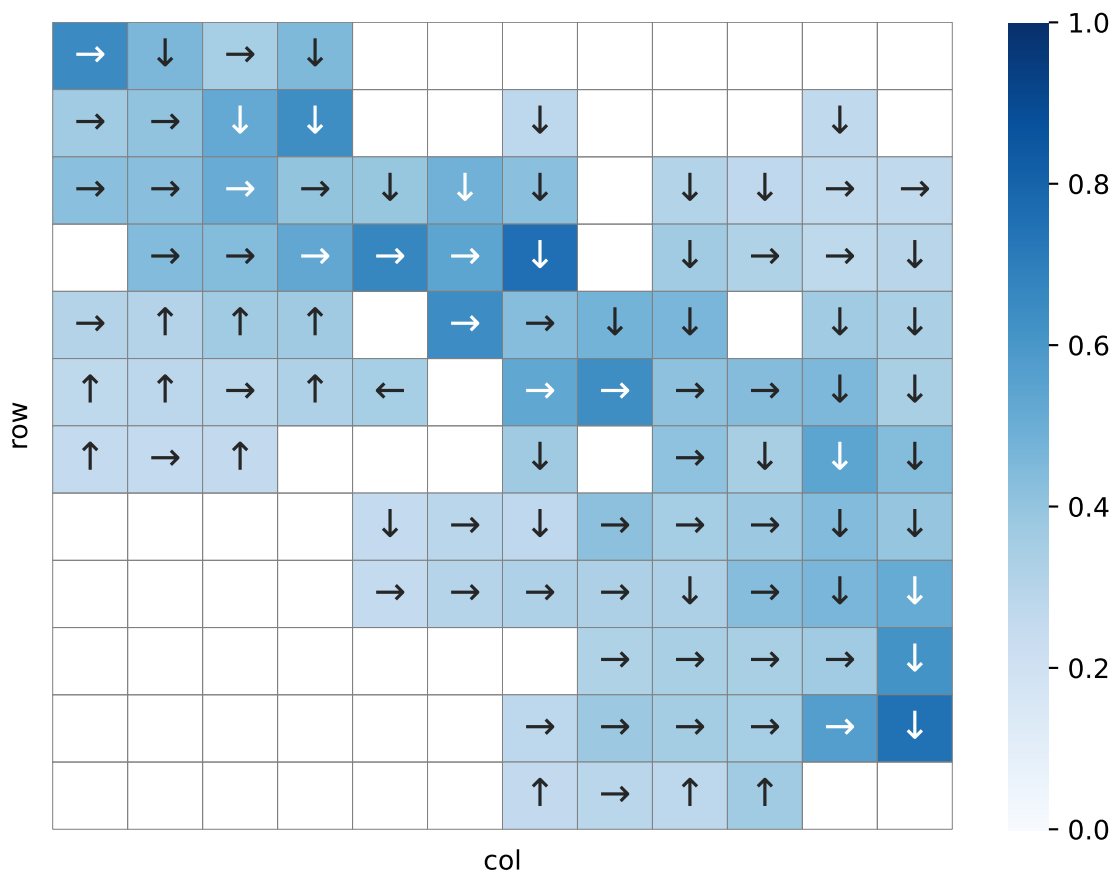 → ↓ → ↓
→ → ↓ ↓ ↓ ↓
→ → → → ↓ ↓ ↓ ↓ ↓ → →
→ → → → → ↓ ↓ → → ↓
→ ↑ ↑ ↑ → → ↓ ↓ ↓ ↓
↑ ↑ → ↑ ← → → → → ↓ ↓
↑ → ↑ ↓ → ↓ ↓ ↓
↓ → ↓ → → → ↓ ↓
→ → → → ↓ → ↓ ↓
→ → → → ↓
→ → → → → ↓
↑ → ↑ ↑
row
col
1.0
0.8
0.6
0.4
0.2
0.0